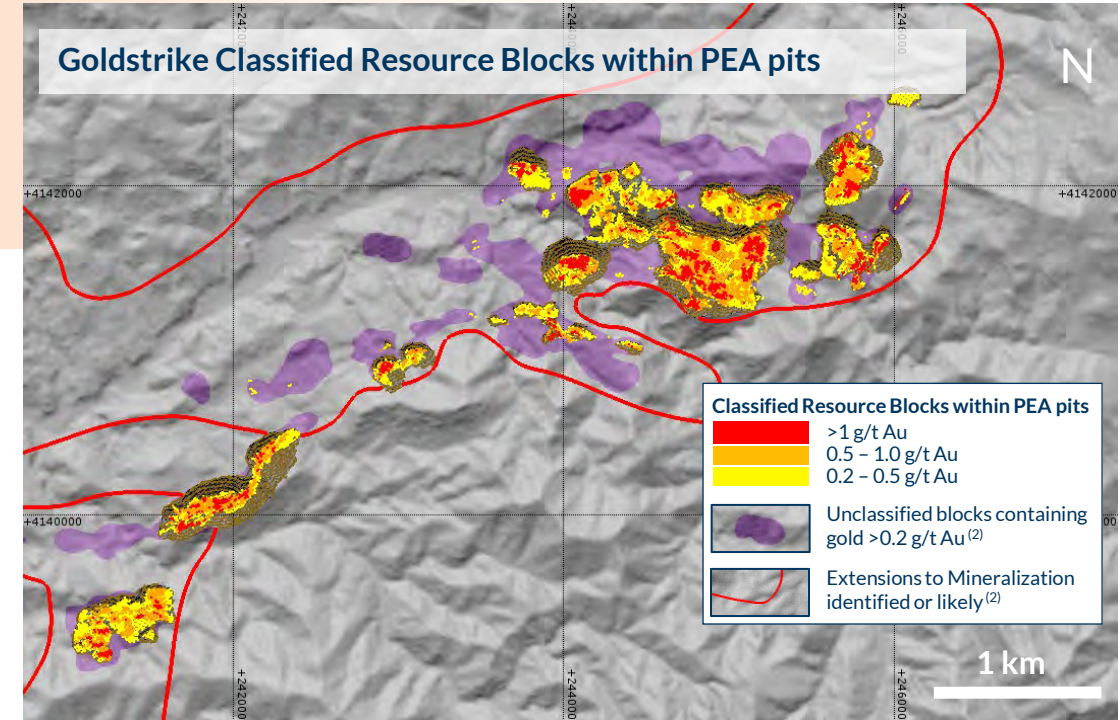 Goldstrike Classified Resource Blocks within PEA pits
N
+246000
+4142000
+4142000
Classified Resource Blocks within PEA pits
>1 g/t Au
0.5 – 1.0 g/t Au
0.2 – 0.5 g/t Au
Unclassified blocks containing
gold >0.2 g/t Au (2)
Extensions to Mineralization
identified or likely (2)
+4140000
1 km
+242000
+244000
+246000